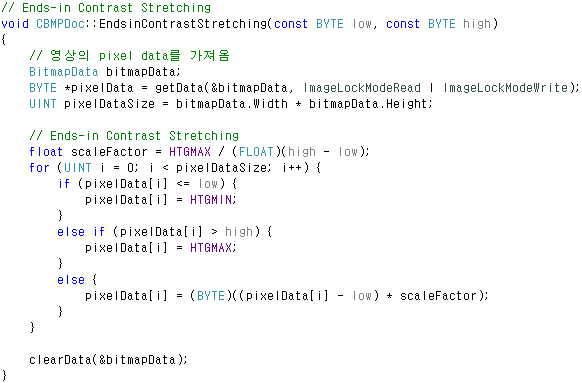 // Ends-in Contrast Stretching
void CBMPDoc::EndsinContrastStretching(const BYTE low, const BYTE high)
{
// 영상의 pixel data를 가져옴
BitmapData bitmapData;
BYTE *pixelData = getData(&bitmapData, ImageLockModeRead | ImageLockModeWrite);
UINT pixelDataSize = bitmapData.Width * bitmapData.Height;
// Ends-in Contrast Stretching
float scaleFactor = HTGMAX / (FLOAT)(high - low);
for (UINT i = 0; i < pixelDataSize; i++) {
if (pixelData[i] <= low) {
pixelData[i] = HTGMIN;
}
else if (pixelData[i] > high) {
pixelData[i] = HTGMAX;
}
else {
pixelData[i] = (BYTE)((pixelData[i] - low) * scaleFactor);
}
}
clearData(&bitmapData);
}